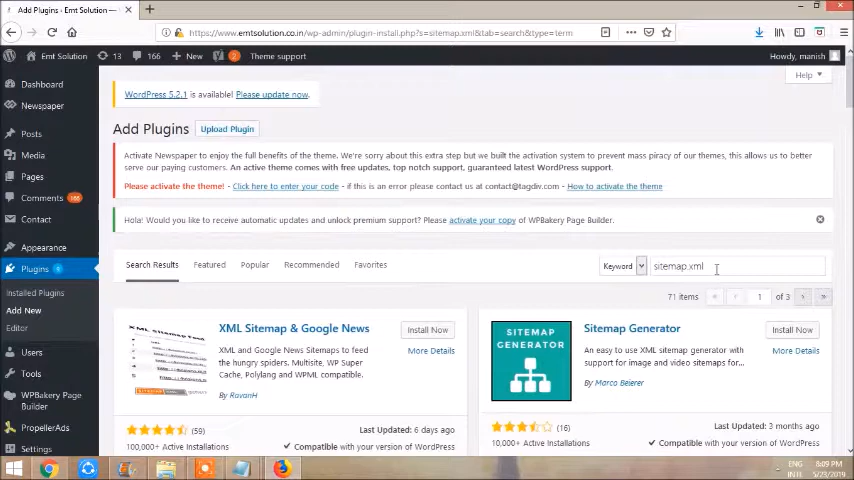 Add Plugins ‹ Emt Solution — Wor
https://www.emtsolution.co.in/wp-admin/plugin-install.php?s=sitemap.xml&tab=search&type=term
Emt Solution 13 166 New 2 Theme support Howdy, manish
Help
Dashboard
Newspaper
Posts
Media
Pages
Comments 166
Contact
Appearance
Plugins
Installed Plugins
Add New
Editor
Users
Tools
WPBakery Page
Builder
PropellerAds
Settings
WordPress 5.2.1 is available! Please update now.
Add Plugins Upload Plugin
Activate Newspaper to enjoy the full benefits of the theme. We're sorry about this extra step but we built the activation system to prevent mass piracy of our themes, this allows us to better
serve our paying customers. An active theme comes with free updates, top notch support, guaranteed latest WordPress support.
Please activate the theme! - Click here to enter your code - if this is an error please contact us at contact@tagdiv.com - How to activate the theme
Hola! Would you like to receive automatic updates and unlock premium support? Please activate your copy of WPBakery Page Builder.
Search Results Featured Popular Recommended Favorites Keyword sitemap.xml
71 items « ‹ 1 of 3 › »
XML Sitemap Feed
XML Sitemap & Google News
Install Now
More Details
XML and Google News Sitemaps to feed
the hungry spiders. Multisite, WP Super
Cache, Polylang and WPML compatible.
By RavanH
(59)
100,000+ Active Installations
Last Updated: 6 days ago
Compatible with your version of WordPress
SITEMAP
GENERATOR
Sitemap Generator
Install Now
More Details
An easy to use XML sitemap generator with
support for image and video sitemaps for...
By Marco Beierer
(16)
10,000+ Active Installations
Last Updated: 3 months ago
Compatible with your version of WordPress
ENG
INTL
8:09 PM
5/23/2019